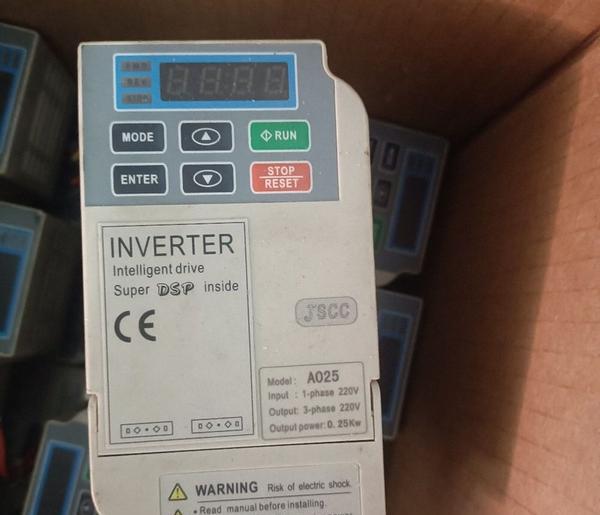 MODE
RUN
ENTER
STOP
RESET
INVERTER
Intelligent drive
Super DSP inside
CE
JSCC
Model: A025
Input : 1-phase 220V
Output: 3-phase 220V
Output power: 0.25Kw
WARNING Risk of electric shock.
• Read manual before installing.